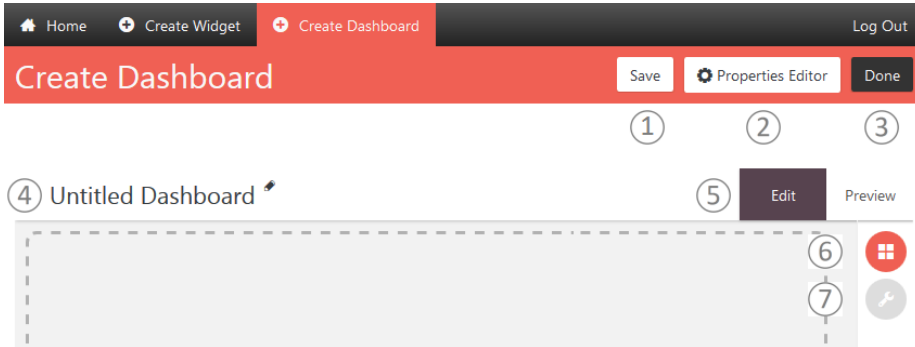 Home Create Widget Create Dashboard Log Out
Create Dashboard Save Properties Editor Done
1 2 3
4 Untitled Dashboard 5 Edit Preview
6
7